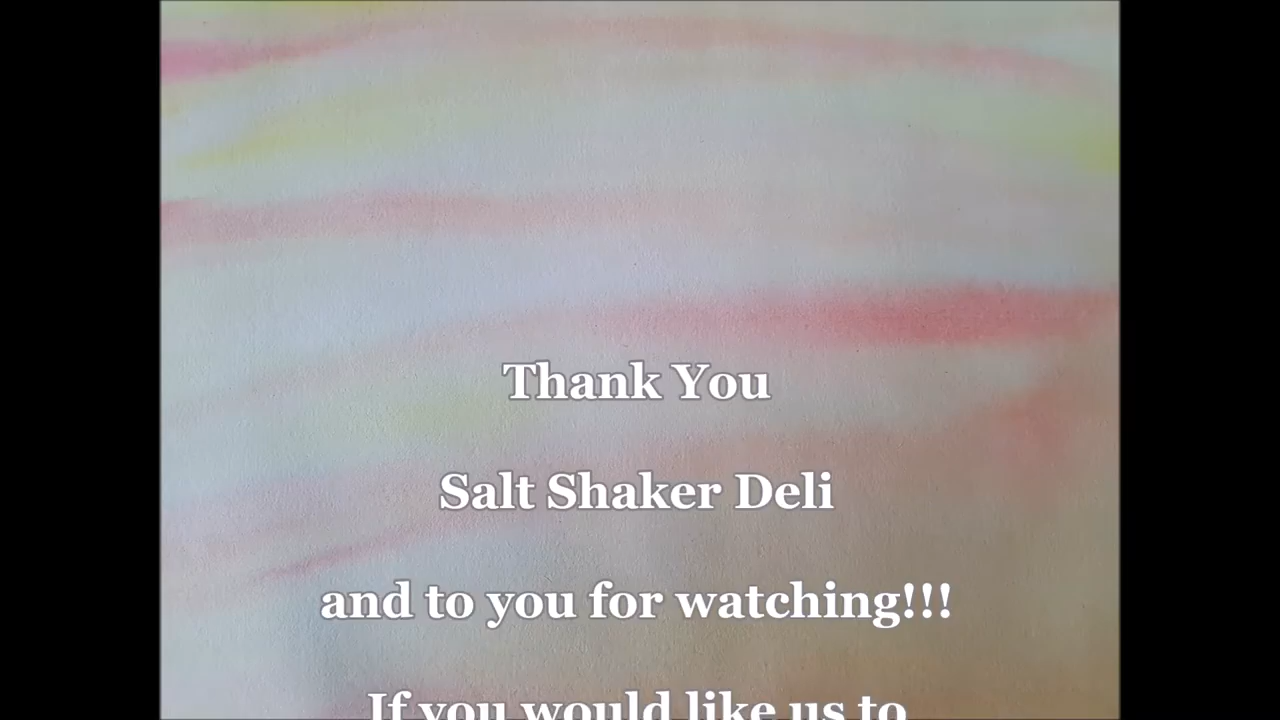 Thank You
Salt Shaker Deli
and to you for watching!!!
If you would like us to